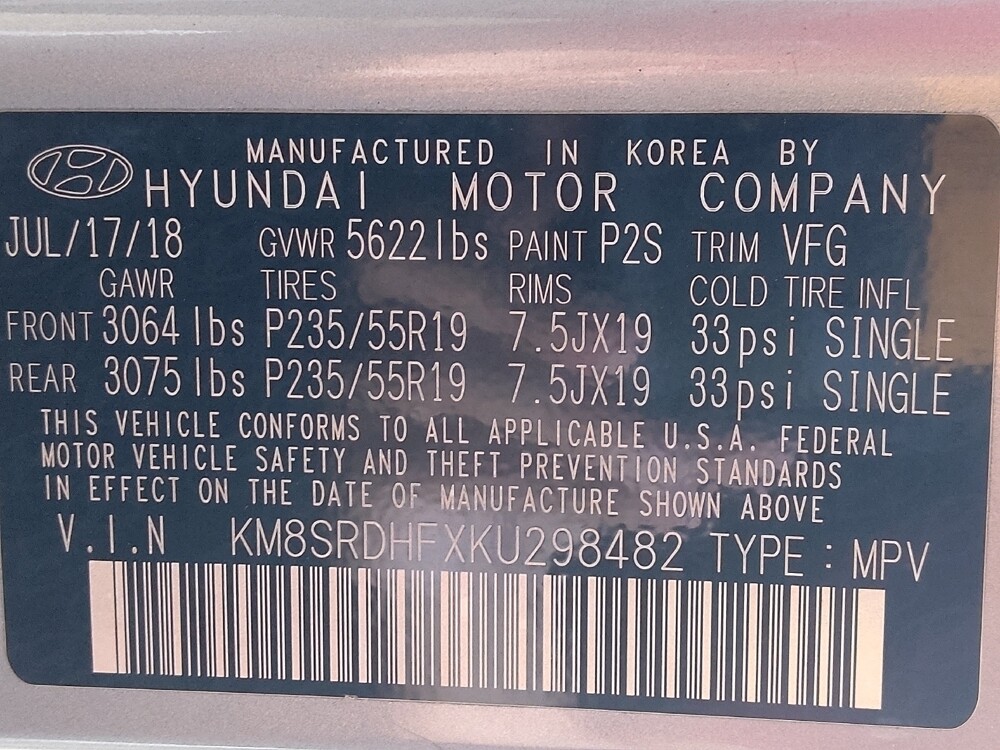 MANUFACTURED IN KOREA BY
HYUNDAI MOTOR COMPANY
JUL/17/18 GVWR 5622lbs PAINT P2S TRIM VFG
GAWR TIRES RIMS COLD TIRE INFL
FRONT 3064 lbs P235/55R19 7.5JX19 33psi SINGLE
REAR 3075 lbs P235/55R19 7.5JX19 33psi SINGLE
THIS VEHICLE CONFORMS TO ALL APPLICABLE U.S.A. FEDERAL
MOTOR VEHICLE SAFETY AND THEFT PREVENTION STANDARDS
IN EFFECT ON THE DATE OF MANUFACTURE SHOWN ABOVE
V.I.N KM8SRDHFXKU298482 TYPE : MPV